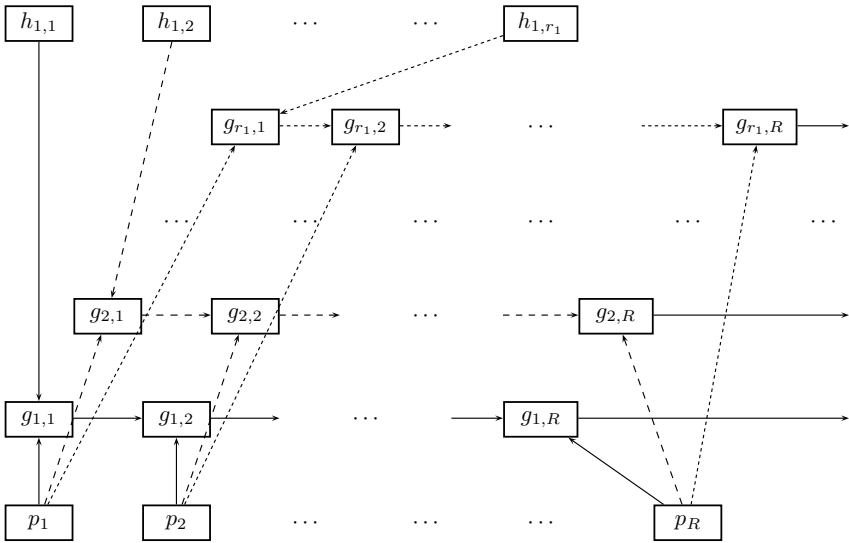 h_{1,1} h_{1,2} ... ... h_{1,r_1}
g_{r_1,1} g_{r_1,2} ... g_{r_1,R}
... ... ... ... ...
g_{2,1} g_{2,2} ... g_{2,R}
g_{1,1} g_{1,2} ... g_{1,R}
p_1 p_2 ... ... ... p_R